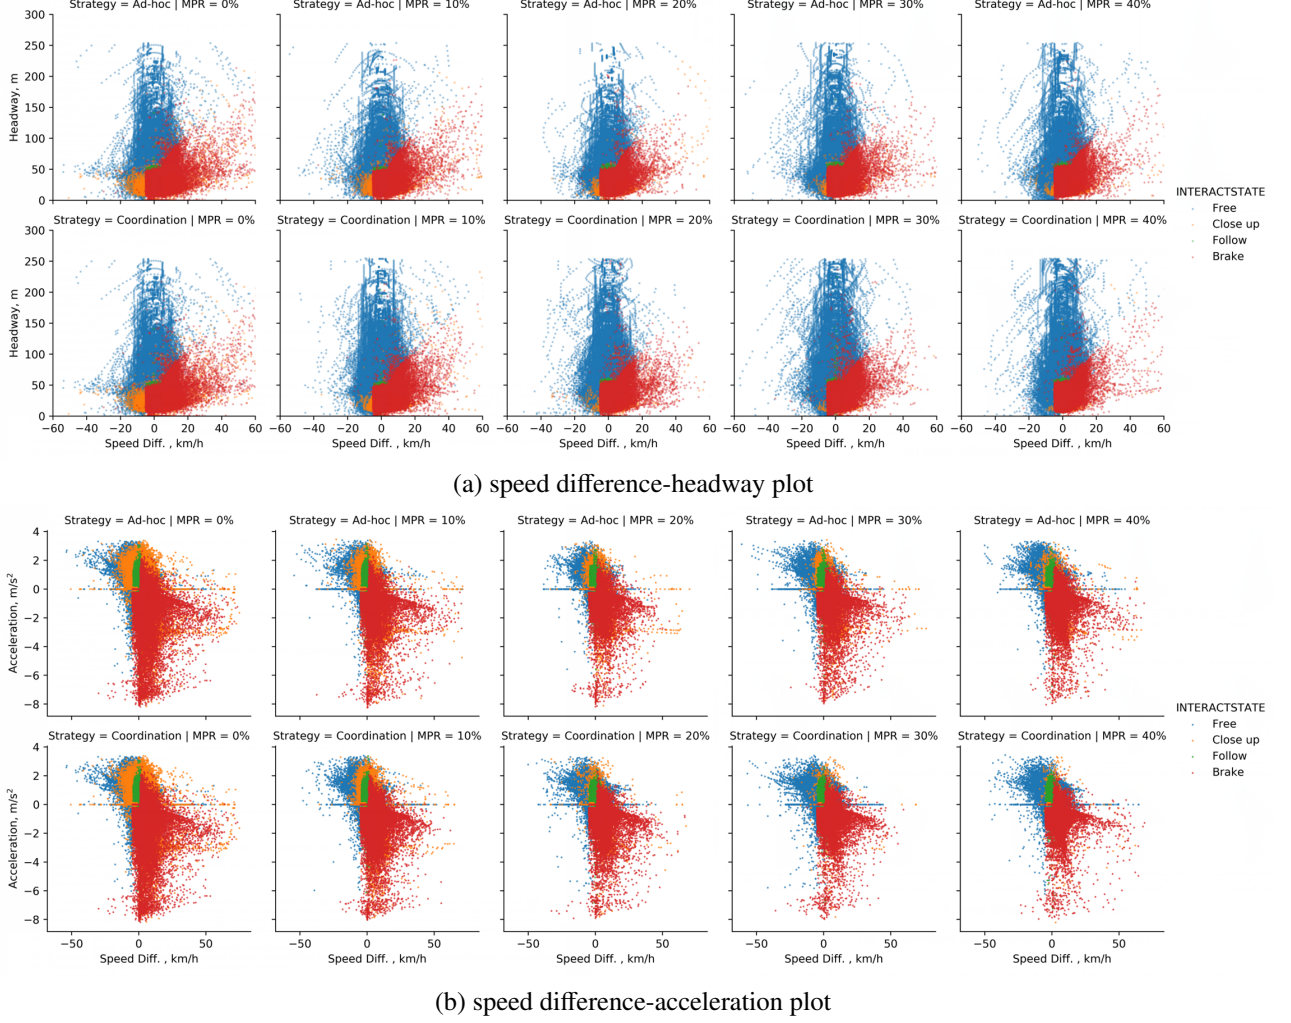 Strategy = Ad-hoc | MPR = 0% Strategy = Ad-hoc | MPR = 10% Strategy = Ad-hoc | MPR = 20% Strategy = Ad-hoc | MPR = 30% Strategy = Ad-hoc | MPR = 40%
300
250
200
150
100
50
0
Headway, m
Strategy = Coordination | MPR = 0% Strategy = Coordination | MPR = 10% Strategy = Coordination | MPR = 20% Strategy = Coordination | MPR = 30% Strategy = Coordination | MPR = 40%
300
250
200
150
100
50
0
Headway, m
−60 −40 −20 0 20 40 60 −40 −20 0 20 40 60 −40 −20 0 20 40 60 −40 −20 0 20 40 60 −40 −20 0 20 40 60
Speed Diff. , km/h Speed Diff. , km/h Speed Diff. , km/h Speed Diff. , km/h Speed Diff. , km/h
INTERACTSTATE
Free
Close up
Follow
Brake
(a) speed difference-headway plot
Strategy = Ad-hoc | MPR = 0% Strategy = Ad-hoc | MPR = 10% Strategy = Ad-hoc | MPR = 20% Strategy = Ad-hoc | MPR = 30% Strategy = Ad-hoc | MPR = 40%
4
2
0
−2
−4
−6
−8
Acceleration, m/s²
Strategy = Coordination | MPR = 0% Strategy = Coordination | MPR = 10% Strategy = Coordination | MPR = 20% Strategy = Coordination | MPR = 30% Strategy = Coordination | MPR = 40%
4
2
0
−2
−4
−6
−8
Acceleration, m/s²
−50 0 50 −50 0 50 −50 0 50 −50 0 50 −50 0 50
Speed Diff. , km/h Speed Diff. , km/h Speed Diff. , km/h Speed Diff. , km/h Speed Diff. , km/h
INTERACTSTATE
Free
Close up
Follow
Brake
(b) speed difference-acceleration plot